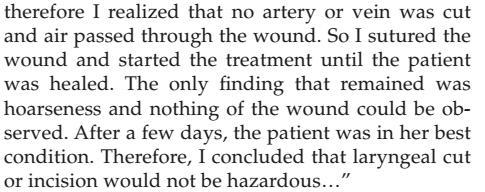 therefore I realized that no artery or vein was cut
and air passed through the wound. So I sutured the
wound and started the treatment until the patient
was healed. The only finding that remained was
hoarseness and nothing of the wound could be ob-
served. After a few days, the patient was in her best
condition. Therefore, I concluded that laryngeal cut
or incision would not be hazardous…”